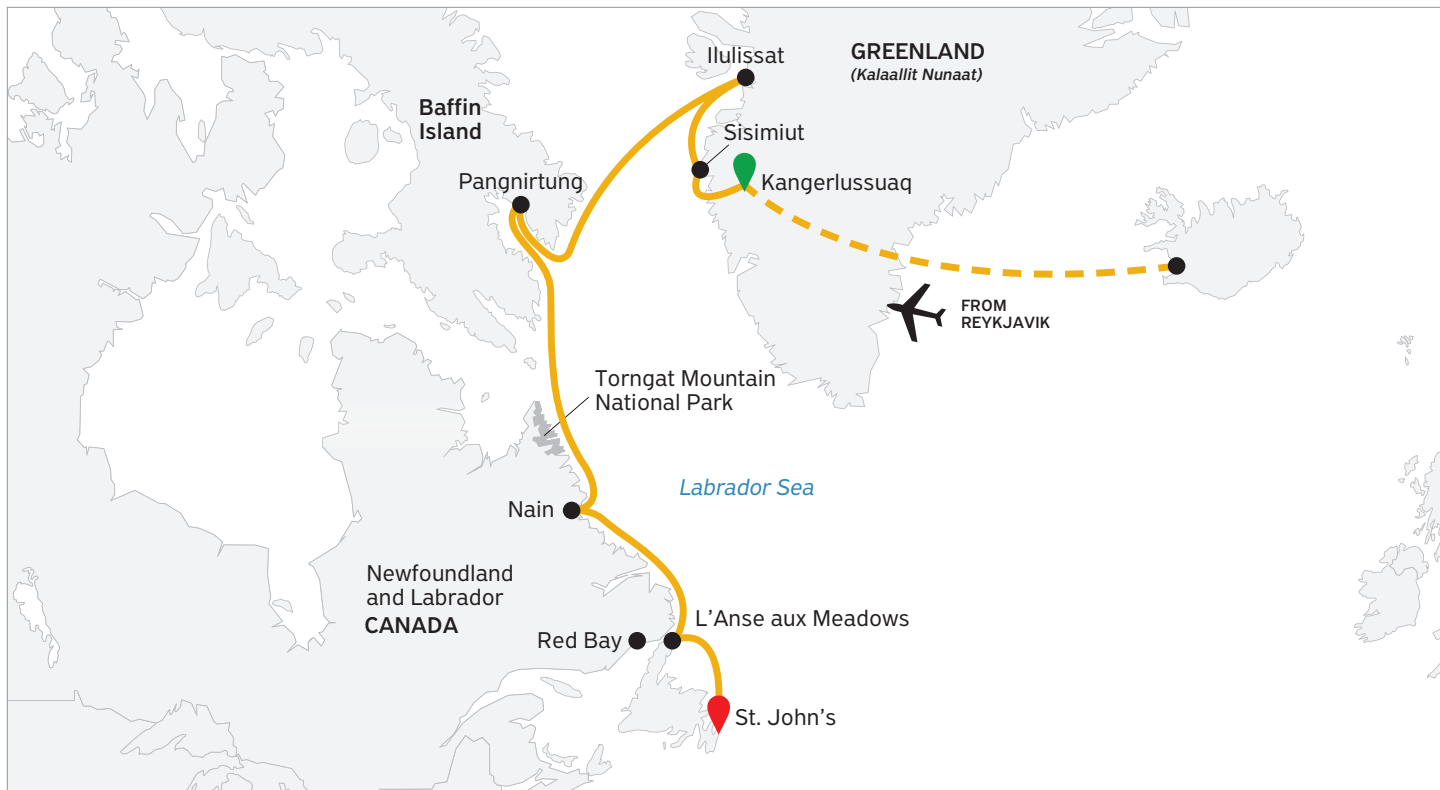 Ilulissat
GREENLAND
(Kalaallit Nunaat)
Baffin
Island
Sisimiut
Pangnirtung
Kangerlussuaq
FROM
REYKJAVIK
Torngat Mountain
National Park
Labrador Sea
Nain
Newfoundland
and Labrador
CANADA
L'Anse aux Meadows
Red Bay
St. John's